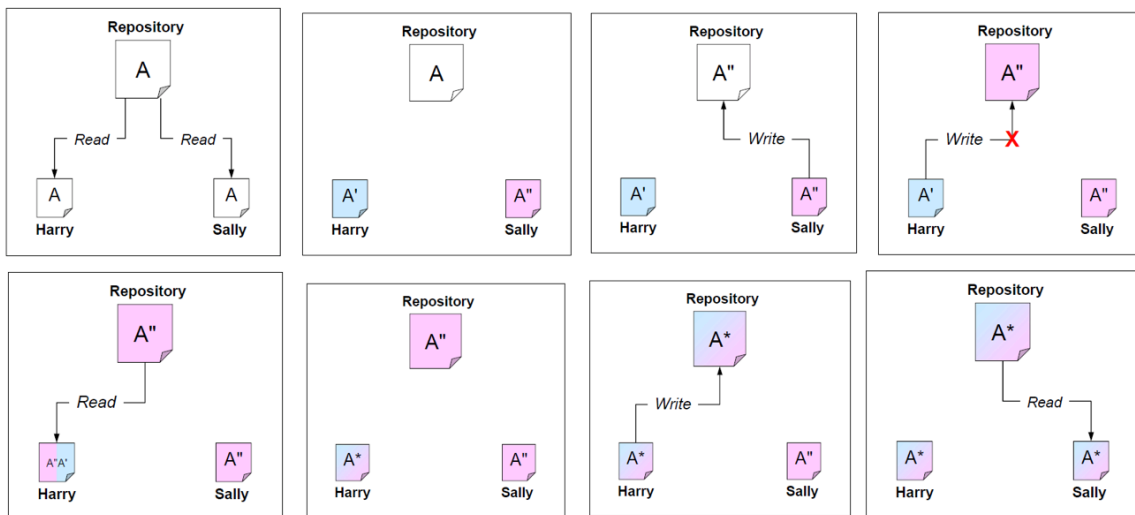 Repository
A
Read
Read
A
A
Harry
Sally
Repository
A
A'
A"
Harry
Sally
Repository
A"
Write
A'
A"
Harry
Sally
Repository
A"
Write
X
A'
A"
Harry
Sally
Repository
A"
Read
A"A'
A"
Harry
Sally
Repository
A"
A*
A"
Harry
Sally
Repository
A*
Write
A*
A"
Harry
Sally
Repository
A*
Read
A*
A*
Harry
Sally